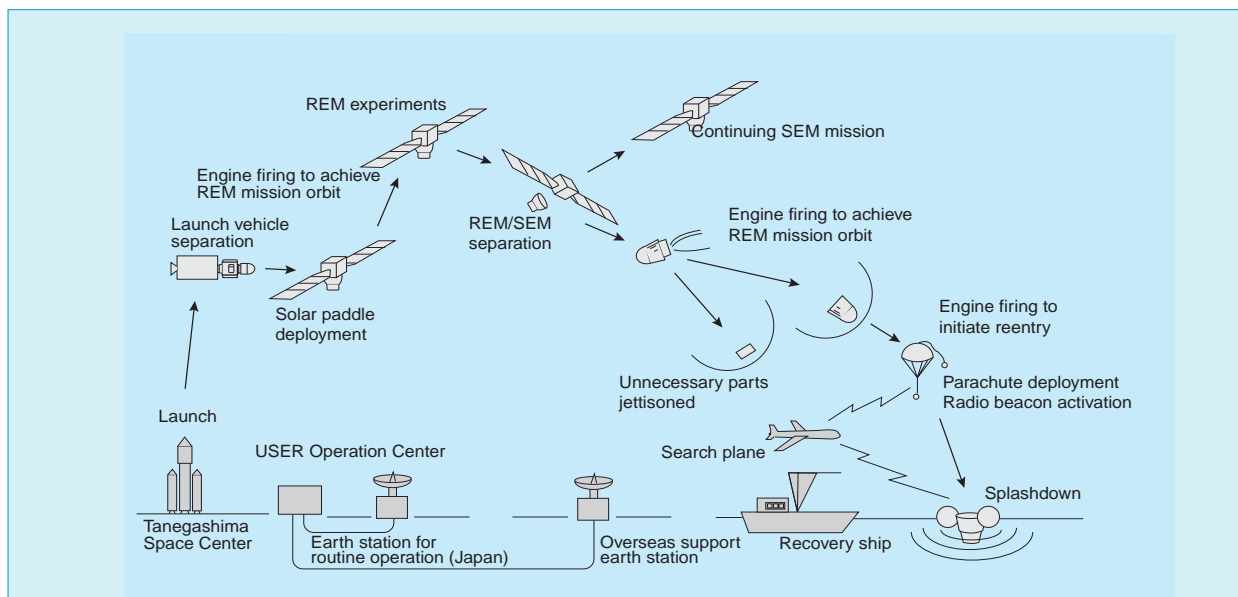 REM experiments
Continuing SEM mission
Engine firing to achieve
REM mission orbit
Launch vehicle
separation
REM/SEM
separation
Engine firing to achieve
REM mission orbit
Solar paddle
deployment
Engine firing to
initiate reentry
Unnecessary parts
jettisoned
Parachute deployment
Radio beacon activation
Launch
USER Operation Center
Search plane
Splashdown
Tanegashima
Space Center
Earth station for
routine operation (Japan)
Overseas support
earth station
Recovery ship